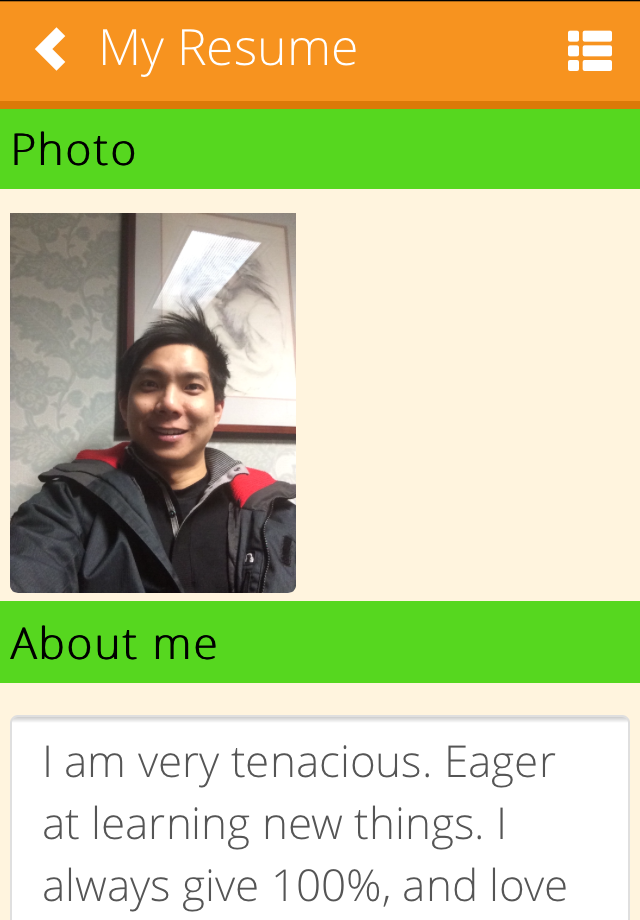 My Resume
Photo
About me
I am very tenacious. Eager
at learning new things. I
always give 100%, and love